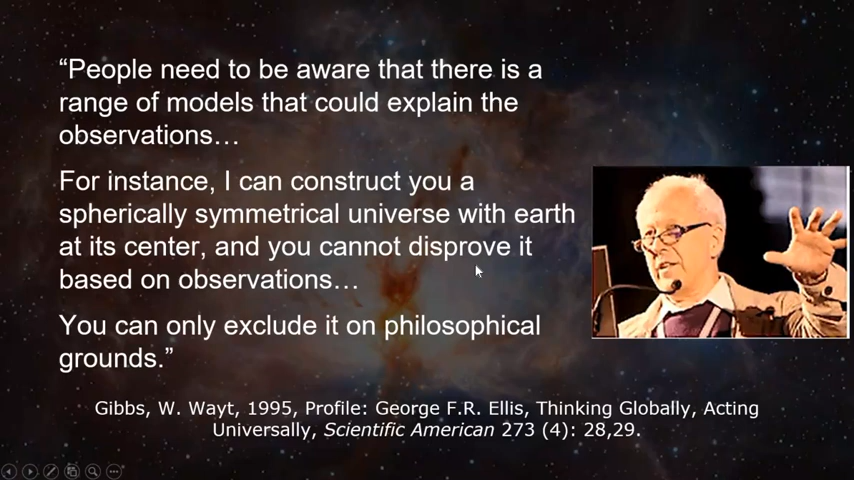 “People need to be aware that there is a
range of models that could explain the
observations…
For instance, I can construct you a
spherically symmetrical universe with earth
at its center, and you cannot disprove it
based on observations…
You can only exclude it on philosophical
grounds.”
Gibbs, W. Wayt, 1995, Profile: George F.R. Ellis, Thinking Globally, Acting
Universally, Scientific American 273 (4): 28,29.